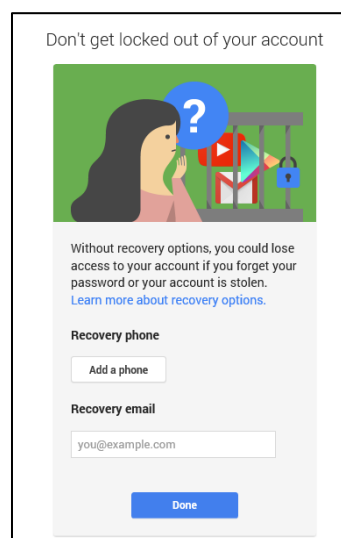 Don't get locked out of your account
?
Without recovery options, you could lose
access to your account if you forget your
password or your account is stolen.
Learn more about recovery options.
Recovery phone
Add a phone
Recovery email
you@example.com
Done